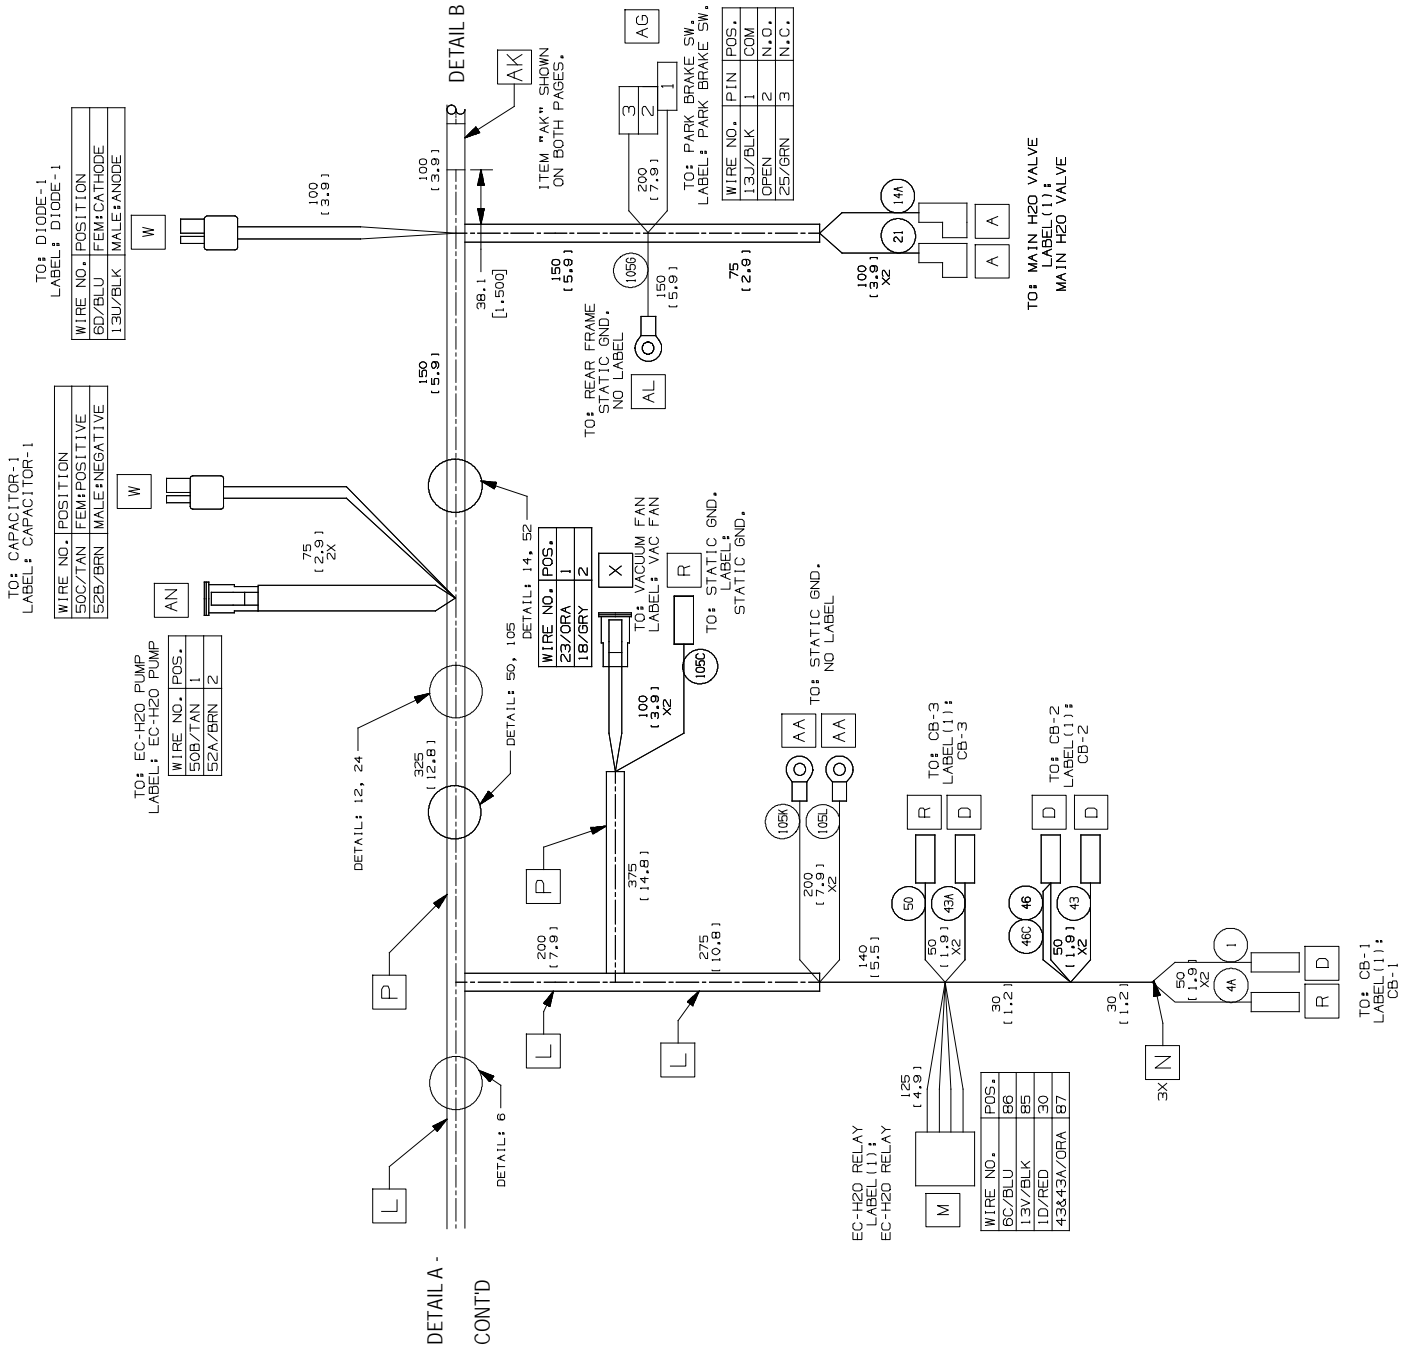 DETAIL A -
CONT'D
DETAIL B
TO: CAPACITOR-1
LABEL: CAPACITOR-1
WIRE NO. POSITION
50C/TAN FEM:POSITIVE
52B/BRN MALE:NEGATIVE
W
75
[2.9]
2X
TO: DIODE-1
LABEL: DIODE-1
WIRE NO. POSITION
6D/BLU FEM:CATHODE
13U/BLK MALE:ANODE
W
100
[3.9]
TO: EC-H2O PUMP
LABEL: EC-H2O PUMP
WIRE NO. POS.
50B/TAN 1
52A/BRN 2
AN
DETAIL: 12, 24
325
[12.8]
150
[5.9]
100
[3.9]
AK
ITEM "AK" SHOWN
ON BOTH PAGES.
38.1
[1.500]
L
P
DETAIL: 6
DETAIL: 50, 105
DETAIL: 14, 52
WIRE NO. POS.
23/ORA 1
18/GRY 2
X
TO: VACUUM FAN
LABEL: VAC FAN
R
TO: STATIC GND.
LABEL:
STATIC GND.
105C
100
[3.9]
X2
P
375
[14.8]
200
[7.9]
275
[10.8]
L
L
150
[5.9]
105G
150
[5.9]
TO: REAR FRAME
STATIC GND.
NO LABEL
AL
75
[2.9]
200
[7.9]
3
2
1
AG
TO: PARK BRAKE SW.
LABEL: PARK BRAKE SW.
WIRE NO. PIN POS.
13J/BLK 1 COM
OPEN 2 N.O.
25/GRN 3 N.C.
100
[3.9]
X2
21
14A
A
A
TO: MAIN H2O VALVE
LABEL(1):
MAIN H2O VALVE
105K
105L
AA
AA
TO: STATIC GND.
NO LABEL
200
[7.9]
X2
140
[5.5]
50
43A
R
D
TO: CB-3
LABEL(1):
CB-3
50
[1.9]
X2
EC-H2O RELAY
LABEL(1):
EC-H2O RELAY
125
[4.9]
M
WIRE NO. POS.
6C/BLU 86
13V/BLK 85
1D/RED 30
43&43A/ORA 87
30
[1.2]
46C
46
43
D
D
TO: CB-2
LABEL(1):
CB-2
50
[1.9]
X2
30
[1.2]
3X N
50
[1.9]
X2
4A
1
R
D
TO: CB-1
LABEL(1):
CB-1